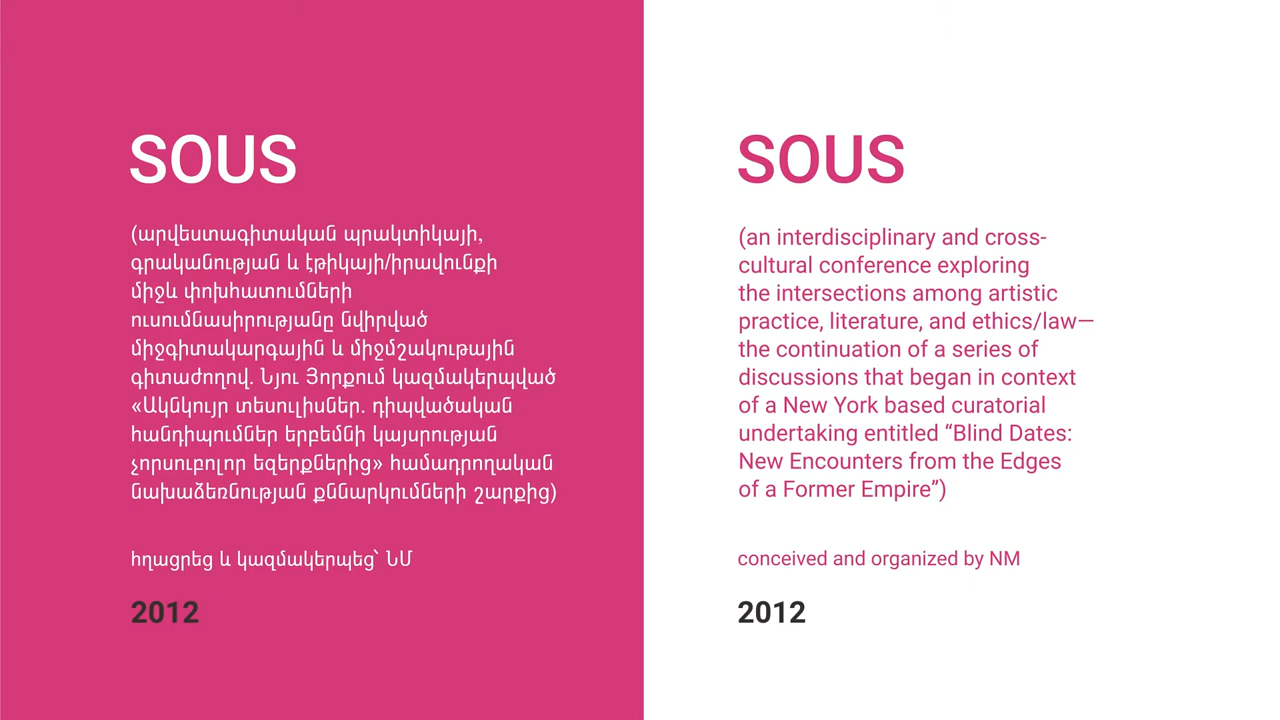 SOUS
(արվեստագիտական պրակտիկայի,
գրականության և էթիկայի/իրավունքի
միջև փոխհատումների
ուսումնասիրությանը նվիրված
միջգիտակարգային և միջմշակութային
գիտաժողով. Նյու Յորքում կազմակերպված
«Ակնկույր տեսուլիսներ. դիպվածական
հանդիպումներ երբեմնի կայսրության
չորսուբոլոր եզերքներից» համադրողական
նախաձեռնության քննարկումների շարքից)
հղացրեց և կազմակերպեց՝ ՆՄ
2012
SOUS
(an interdisciplinary and cross-
cultural conference exploring
the intersections among artistic
practice, literature, and ethics/law—
the continuation of a series of
discussions that began in context
of a New York based curatorial
undertaking entitled “Blind Dates:
New Encounters from the Edges
of a Former Empire”)
conceived and organized by NM
2012